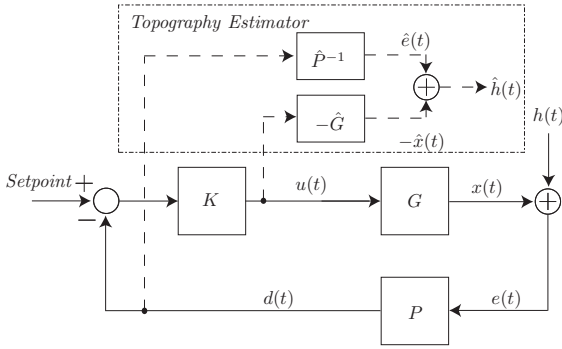 Topography Estimator
P̂⁻¹
ê(t)
+
ĥ(t)
−Ĝ
−x̂(t)
h(t)
Setpoint +
−
K
u(t)
G
x(t)
+
d(t)
P
e(t)